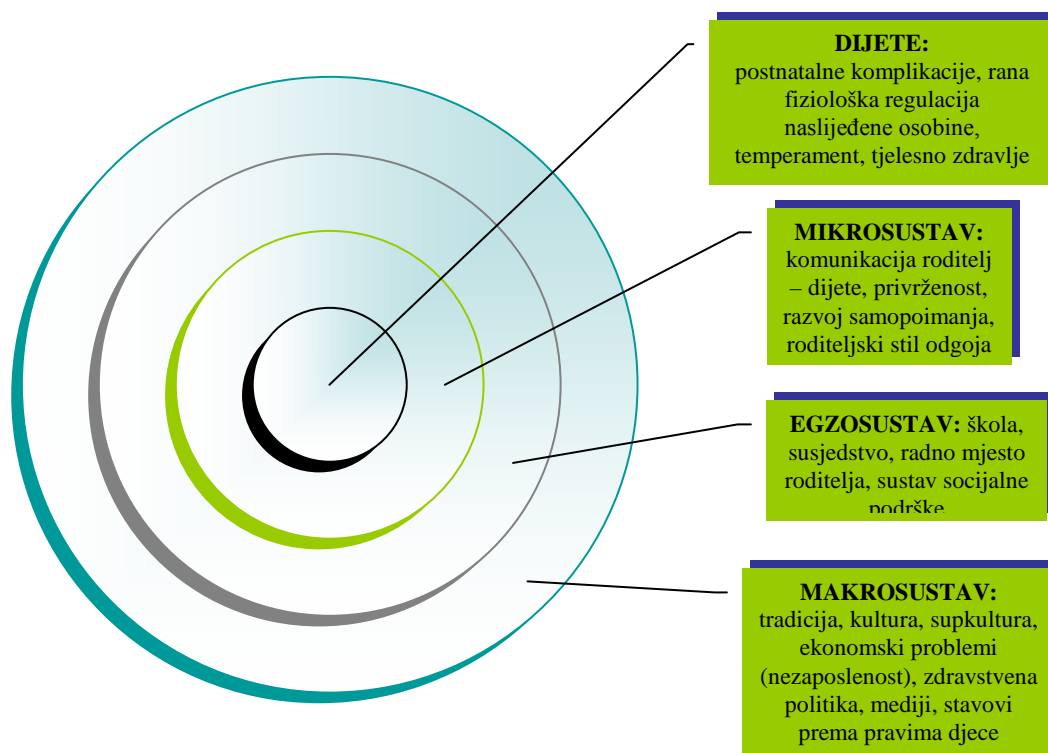 DIJETE:
postnatalne komplikacije, rana
fiziološka regulacija
naslijeđene osobine,
temperament, tjelesno zdravlje
MIKROSUSTAV:
komunikacija roditelj
– dijete, privrženost,
razvoj samopoimanja,
roditeljski stil odgoja
EGZOSUSTAV: škola,
susjedstvo, radno mjesto
roditelja, sustav socijalne
podrške
MAKROSUSTAV:
tradicija, kultura, supkultura,
ekonomski problemi
(nezaposlenost), zdravstvena
politika, mediji, stavovi
prema pravima djece